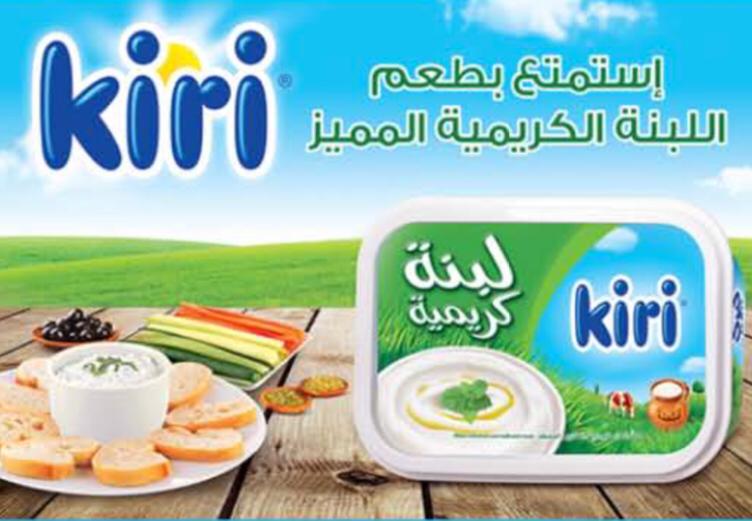 kiri
إستمتع بطعم
اللبنة الكريمية المميز
لبنة
كريمية
kiri